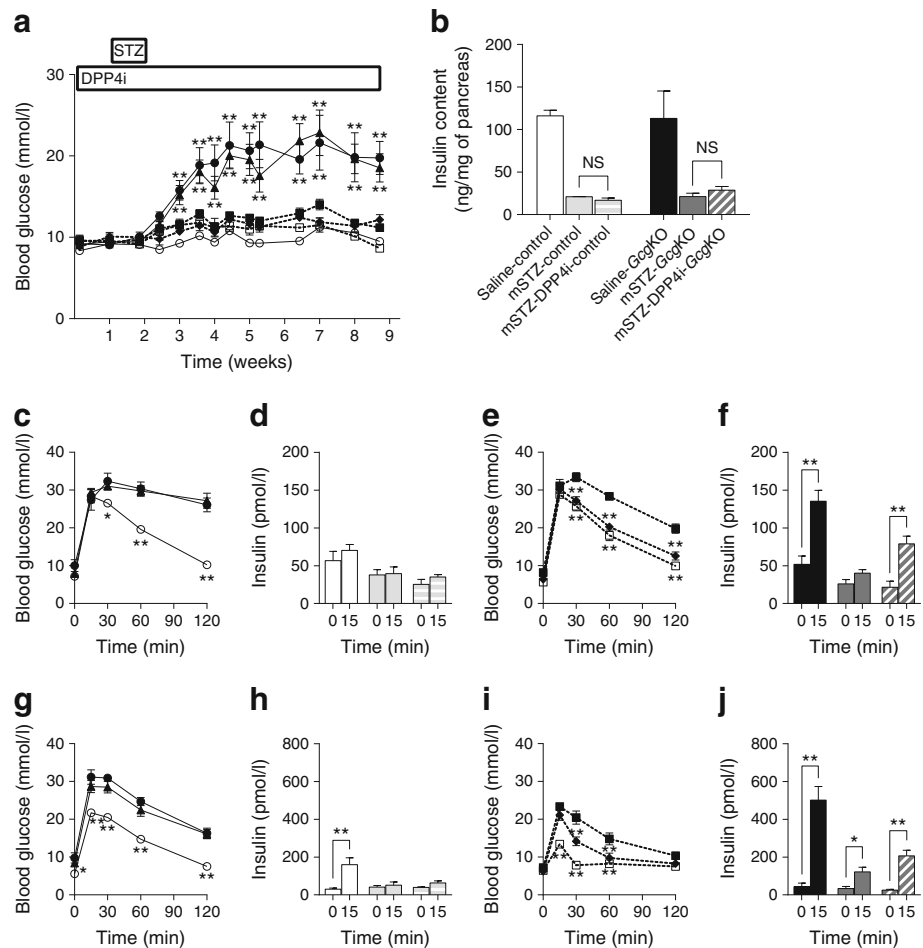 a
STZ
DPP4i
Blood glucose (mmol/l)
30
20
10
0
** ** ** ** ** ** ** ** ** **
** ** ** ** ** ** ** ** ** **
1 2 3 4 5 6 7 8 9
Time (weeks)
b
Insulin content
(ng/mg of pancreas)
200
150
100
50
0
NS
NS
Saline-control
mSTZ-control
mSTZ-DPP4i-control
Saline-GcgKO
mSTZ-GcgKO
mSTZ-DPP4i-GcgKO
c
Blood glucose (mmol/l)
40
30
20
10
0
*
**
**
0 30 60 90 120
Time (min)
d
Insulin (pmol/l)
200
150
100
50
0
0 15 0 15 0 15
Time (min)
e
Blood glucose (mmol/l)
40
30
20
10
0
**
**
**
**
**
**
0 30 60 90 120
Time (min)
f
Insulin (pmol/l)
200
150
100
50
0
**
**
0 15 0 15 0 15
Time (min)
g
Blood glucose (mmol/l)
40
30
20
10
0
*
**
**
**
**
0 30 60 90 120
Time (min)
h
Insulin (pmol/l)
800
600
400
200
0
**
0 15 0 15 0 15
Time (min)
i
Blood glucose (mmol/l)
40
30
20
10
0
**
**
**
**
**
0 30 60 90 120
Time (min)
j
Insulin (pmol/l)
800
600
400
200
0
**
*
**
0 15 0 15 0 15
Time (min)